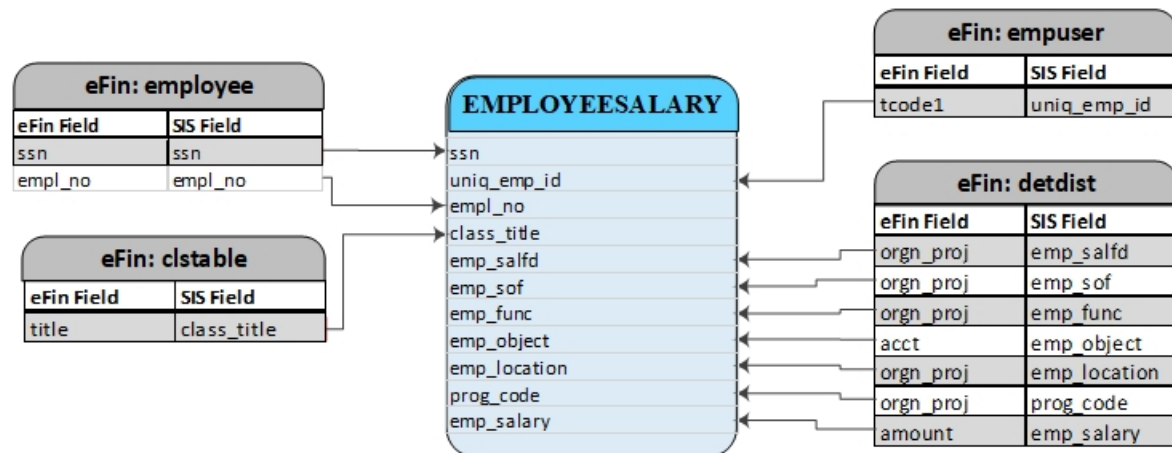 eFin: employee
eFin Field SIS Field
ssn ssn
empl_no empl_no
eFin: clstable
eFin Field SIS Field
title class_title
EMPLOYEESALARY
ssn
uniq_emp_id
empl_no
class_title
emp_salfd
emp_sof
emp_func
emp_object
emp_location
prog_code
emp_salary
eFin: empuser
eFin Field SIS Field
tcode1 uniq_emp_id
eFin: detdist
eFin Field SIS Field
orgn_proj emp_salfd
orgn_proj emp_sof
orgn_proj emp_func
acct emp_object
orgn_proj emp_location
orgn_proj prog_code
amount emp_salary